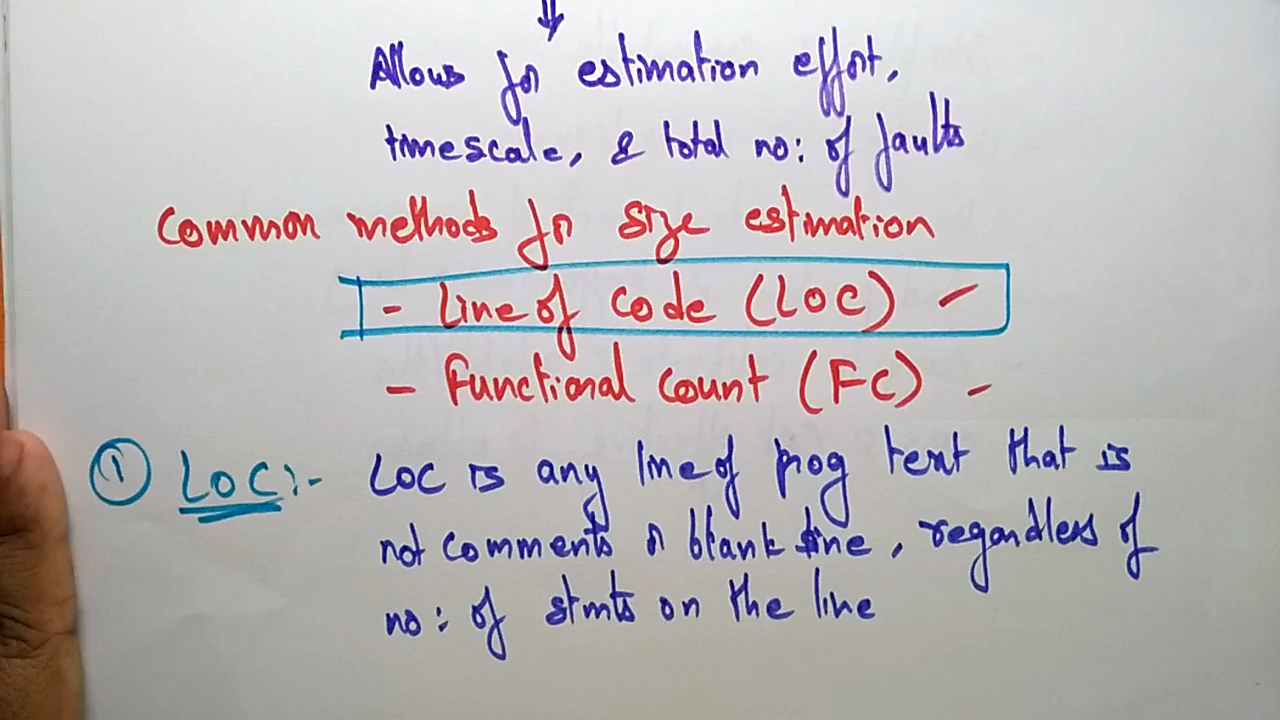 Allows for estimation effort,
timescale, & total no: of faults
Common methods for size estimation
- Line of code (LOC) -
- Functional count (FC) -
① LOC:- LOC is any line of prog text that is
not comments or blank line, regardless of
no: of stmts on the line